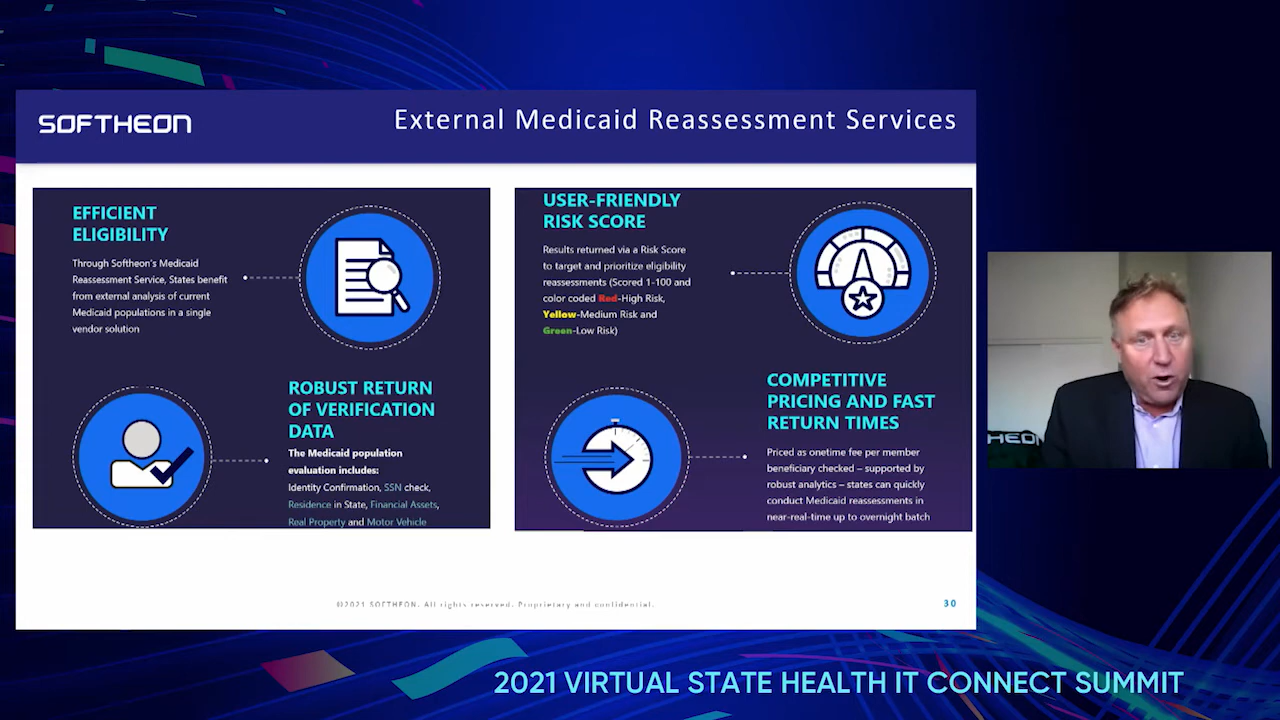 SOFTHEON
External Medicaid Reassessment Services
EFFICIENT
ELIGIBILITY
Through Softheon's Medicaid
Reassessment Service, States benefit
from external analysis of current
Medicaid populations in a single
vendor solution
ROBUST RETURN
OF VERIFICATION
DATA
The Medicaid population
evaluation includes:
Identity Confirmation, SSN check,
Residence in State, Financial Assets,
Real Property and Motor Vehicle
USER-FRIENDLY
RISK SCORE
Results returned via a Risk Score
to target and prioritize eligibility
reassessments (Scored 1-100 and
color coded Red-High Risk,
Yellow-Medium Risk and
Green-Low Risk)
COMPETITIVE
PRICING AND FAST
RETURN TIMES
Priced as onetime fee per member
beneficiary checked – supported by
robust analytics – states can quickly
conduct Medicaid reassessments in
near-real-time up to overnight batch
©2021 SOFTHEON. All rights reserved. Proprietary and confidential.
30
HEON
2021 VIRTUAL STATE HEALTH IT CONNECT SUMMIT